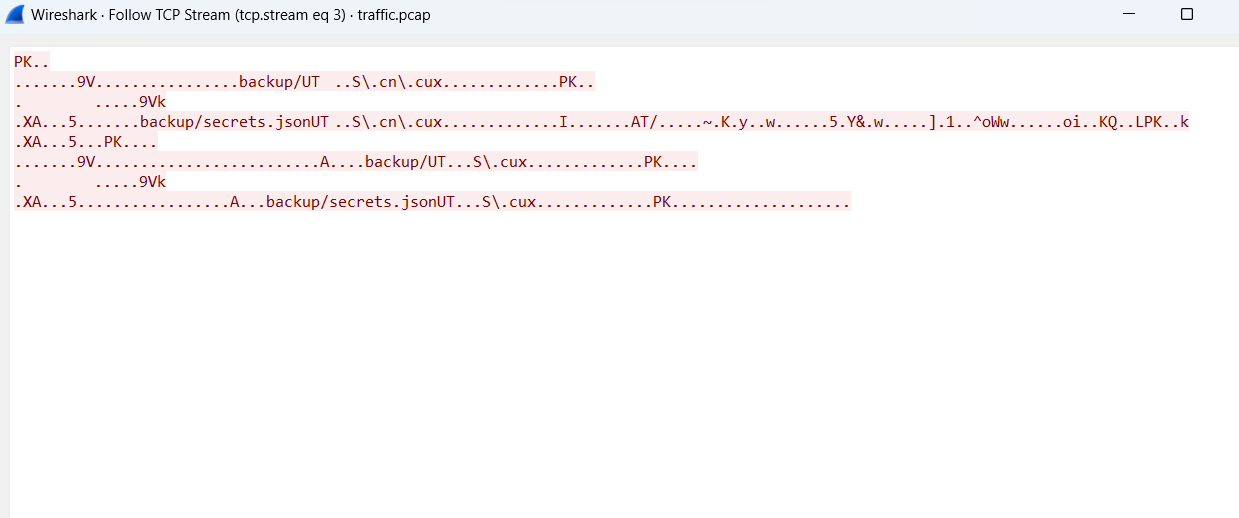 Wireshark · Follow TCP Stream (tcp.stream eq 3) · traffic.pcap
PK..
.......9V................backup/UT  ..S\.cn\.cux.............PK..
.        .....9Vk
.XA...5.......backup/secrets.jsonUT ..S\.cn\.cux.............I.......AT/.....~.K.y..w......5.Y&.w.....].1..^oWw......oi..KQ..LPK..k
.XA...5...PK....
.......9V.........................A....backup/UT...S\.cux.............PK....
.        .....9Vk
.XA...5.................A...backup/secrets.jsonUT...S\.cux.............PK....................